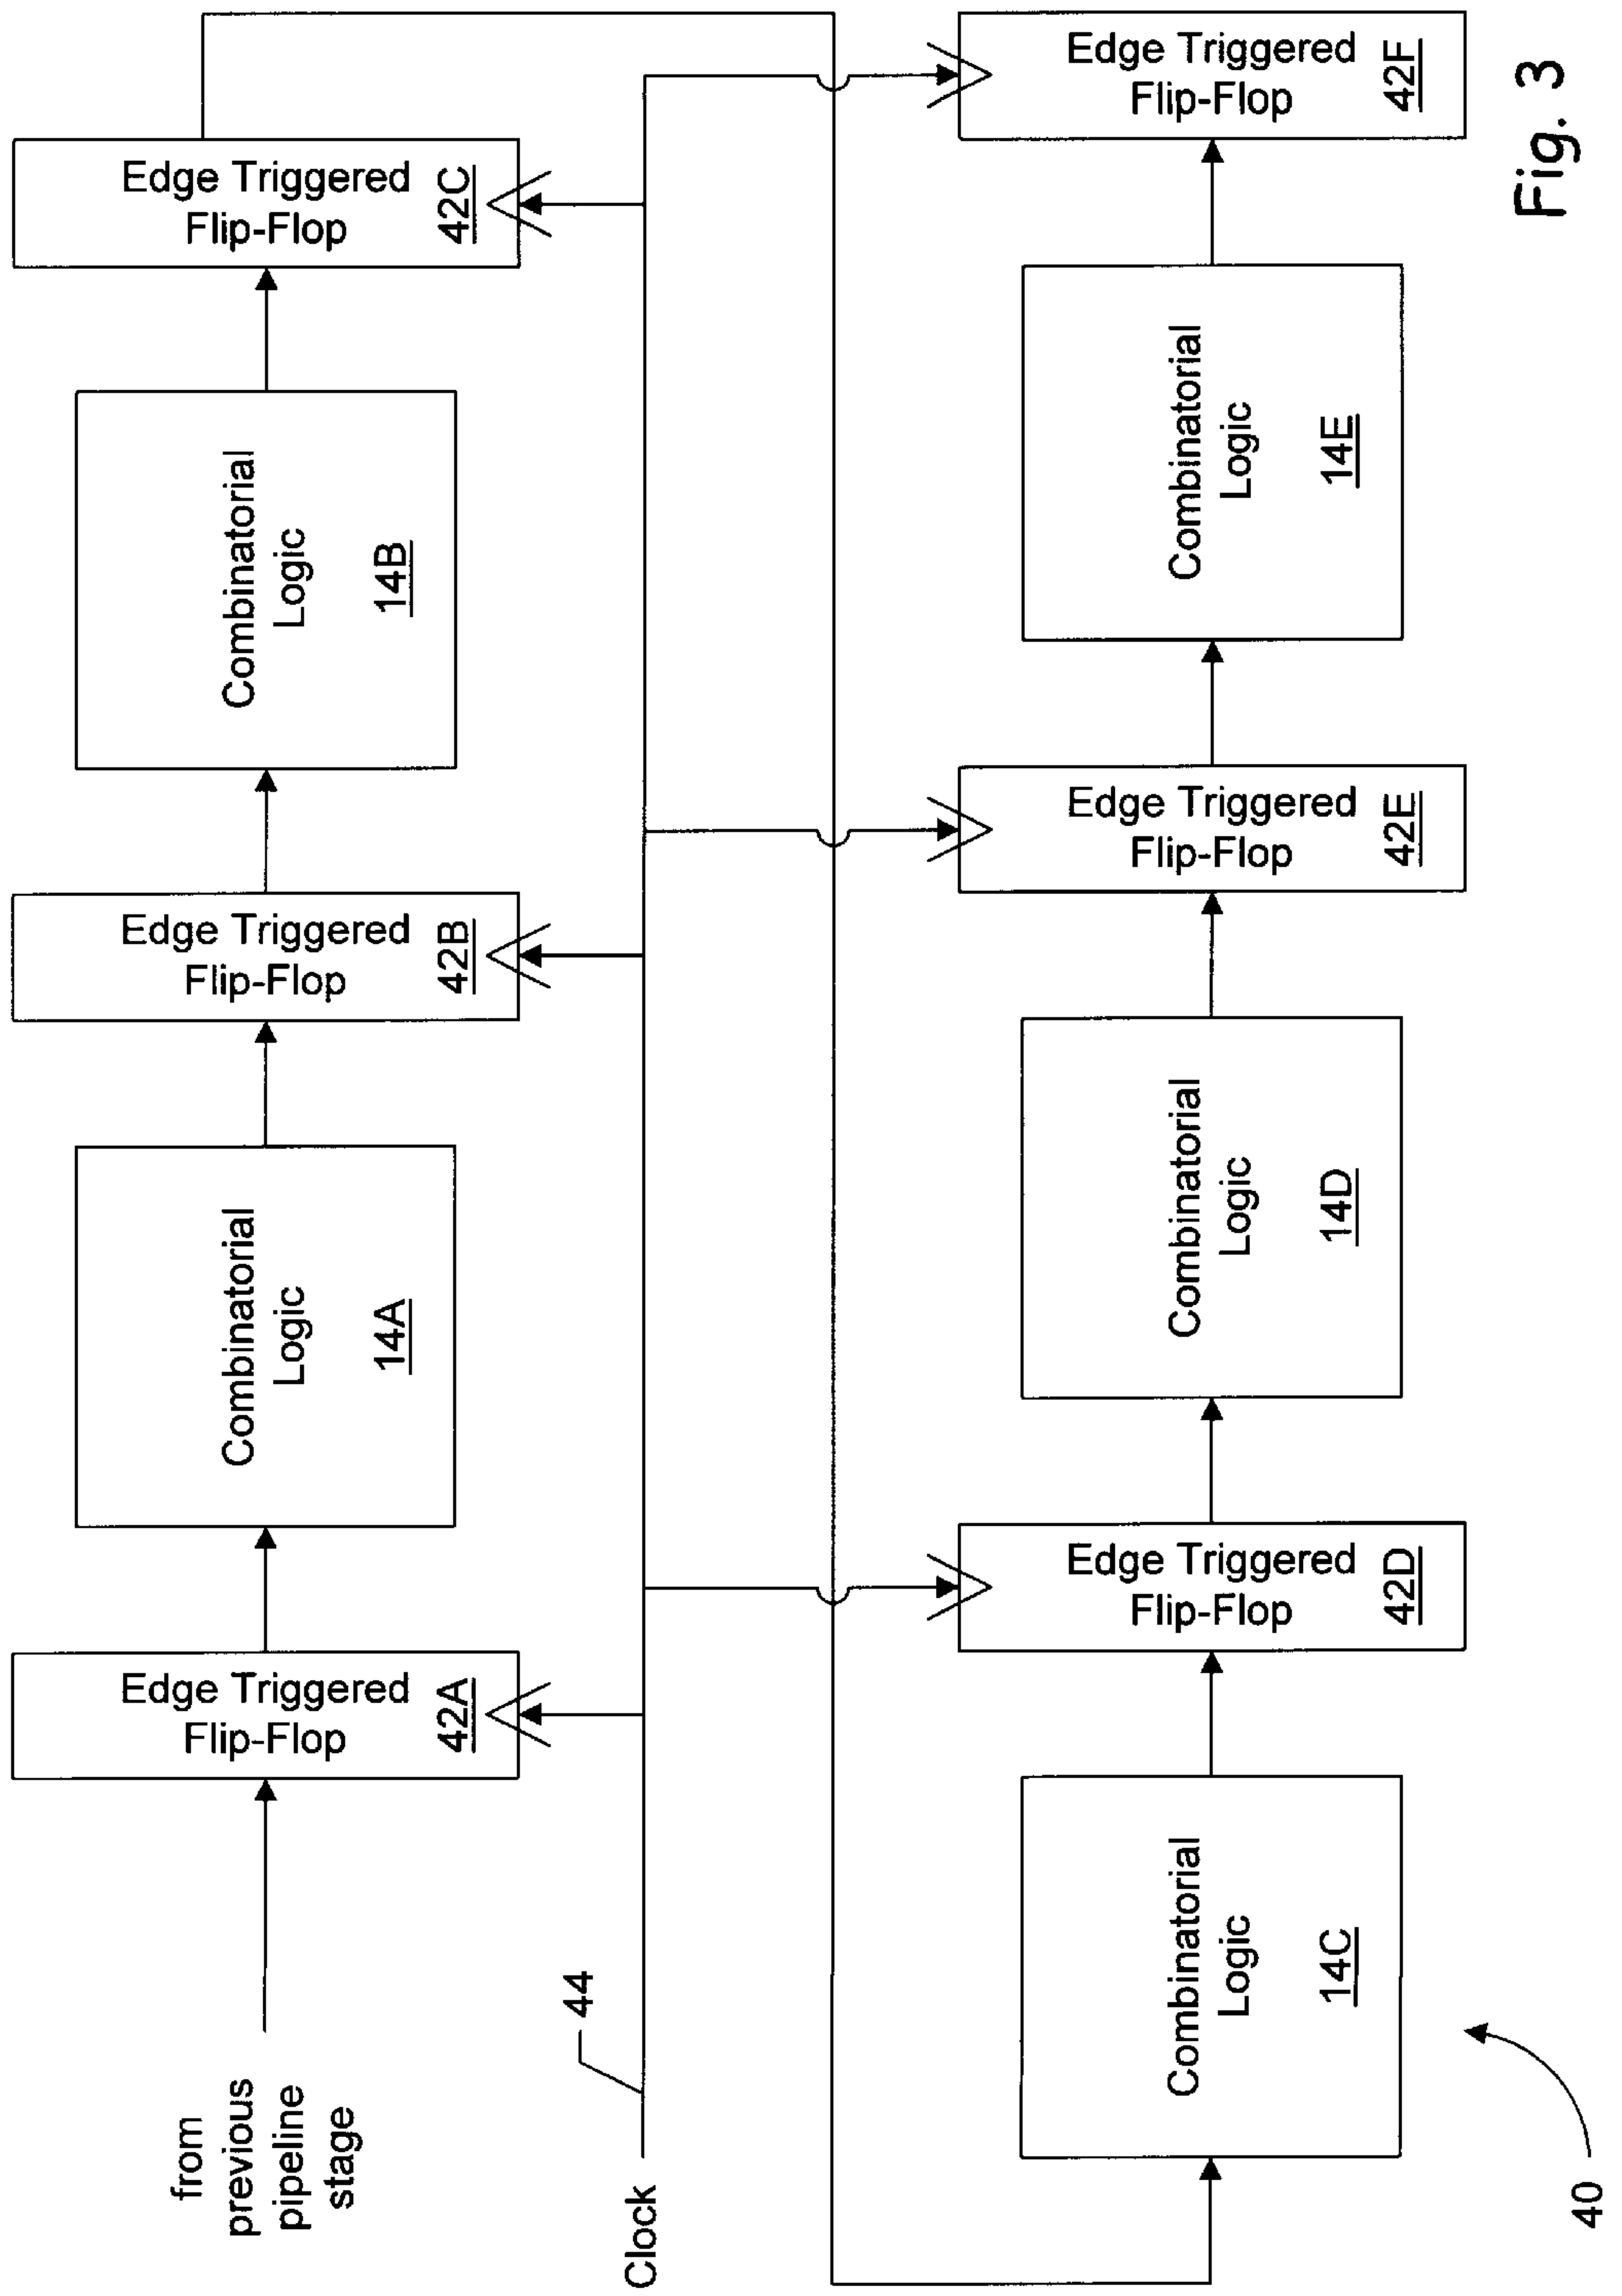 from
previous
pipeline
stage
Edge Triggered
Flip-Flop
42A
Combinatorial
Logic
14A
Edge Triggered
Flip-Flop
42B
Combinatorial
Logic
14B
Edge Triggered
Flip-Flop
42C
Clock
44
Combinatorial
Logic
14C
Edge Triggered
Flip-Flop
42D
Combinatorial
Logic
14D
Edge Triggered
Flip-Flop
42E
Combinatorial
Logic
14E
Edge Triggered
Flip-Flop
42F
40
Fig. 3